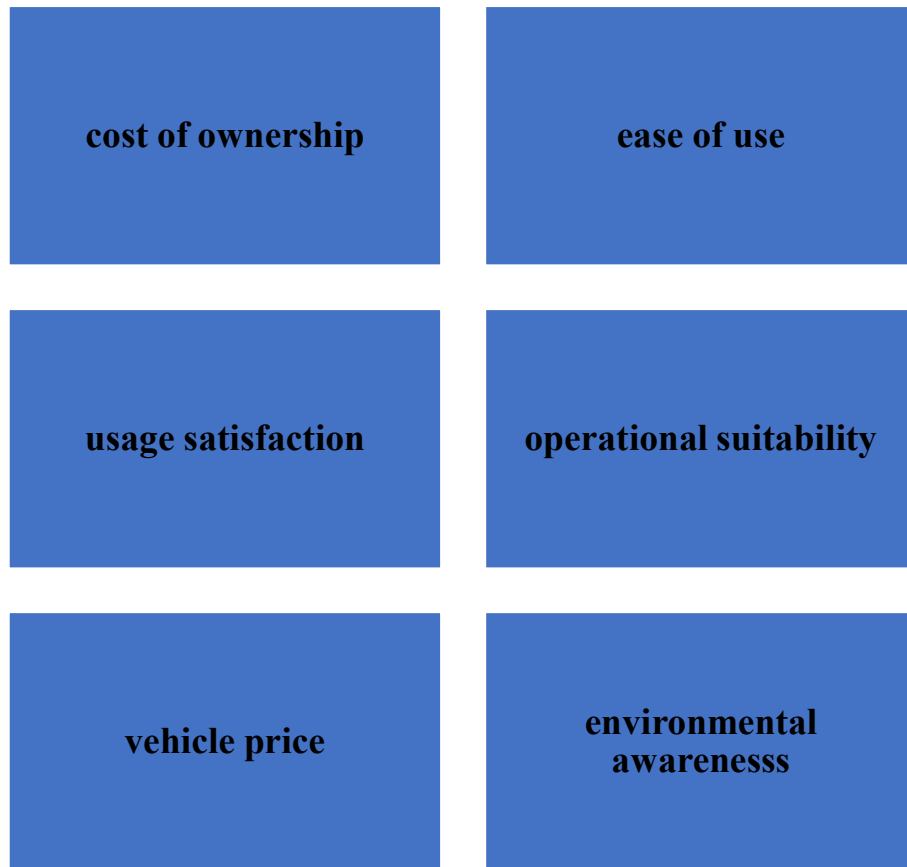 cost of ownership
ease of use
usage satisfaction
operational suitability
vehicle price
environmental
awarenesss